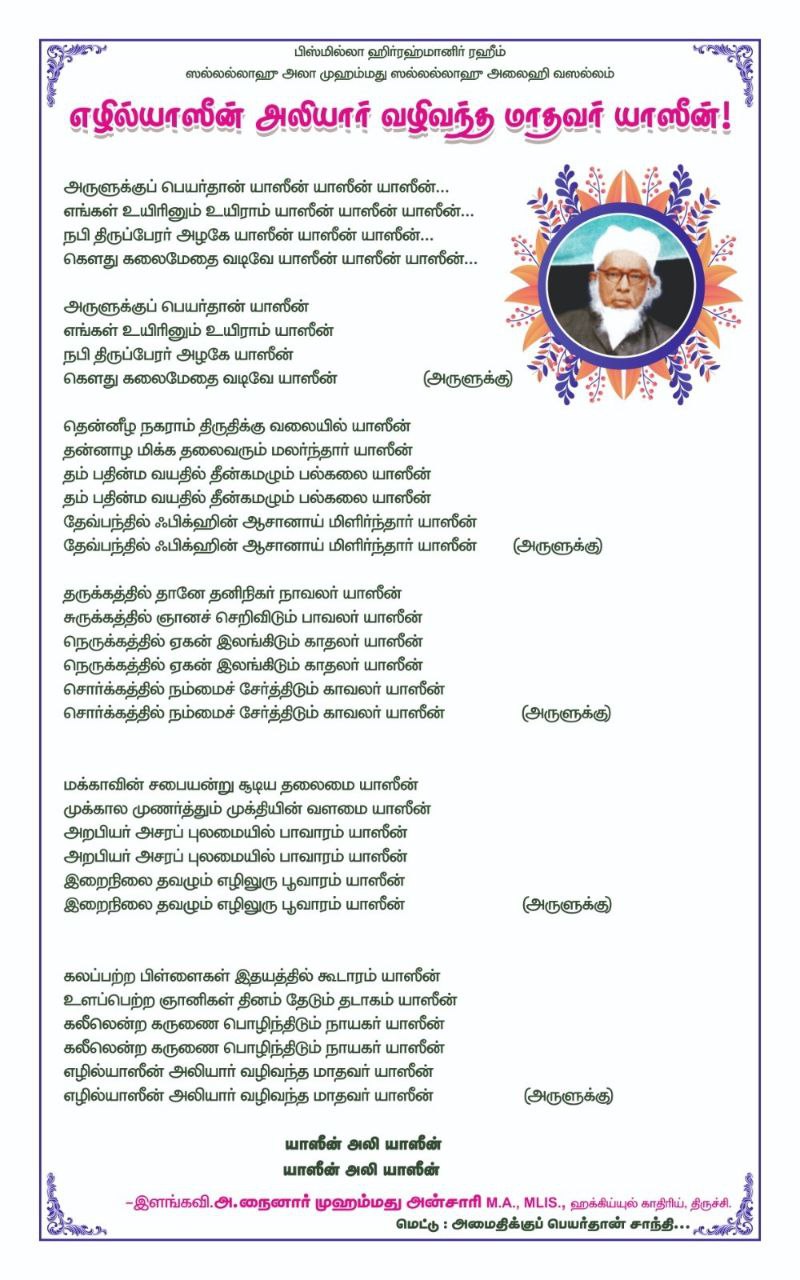 பிஸ்மில்லா ஹிர்ரஹ்மானிர் ரஹீம்
ஸல்லல்லாஹு அலா முஹம்மது ஸல்லல்லாஹு அலைஹி வஸல்லம்
எழில்யாஸீன் அலியார் வழிவந்த மாதவர் யாஸீன்!
அருளுக்குப் பெயர்தான் யாஸீன் யாஸீன் யாஸீன்...
எங்கள் உயிரினும் உயிராம் யாஸீன் யாஸீன் யாஸீன்...
நபி திருப்பேரர் அழகே யாஸீன் யாஸீன் யாஸீன்...
கௌது கலைமேதை வடிவே யாஸீன் யாஸீன் யாஸீன்...
அருளுக்குப் பெயர்தான் யாஸீன்
எங்கள் உயிரினும் உயிராம் யாஸீன்
நபி திருப்பேரர் அழகே யாஸீன்
கௌது கலைமேதை வடிவே யாஸீன் (அருளுக்கு)
தென்னீழ நகராம் திருதிக்கு வலையில் யாஸீன்
தன்னாழ மிக்க தலைவரும் மலர்ந்தார் யாஸீன்
தம் பதின்ம வயதில் தீன்கமழும் பல்கலை யாஸீன்
தம் பதின்ம வயதில் தீன்கமழும் பல்கலை யாஸீன்
தேவ்பந்தில் ஃபிக்ஹின் ஆசானாய் மிளிர்ந்தார் யாஸீன்
தேவ்பந்தில் ஃபிக்ஹின் ஆசானாய் மிளிர்ந்தார் யாஸீன் (அருளுக்கு)
தருக்கத்தில் தானே தனிநிகர் நாவலர் யாஸீன்
சுருக்கத்தில் ஞானச் செறிவிடும் பாவலர் யாஸீன்
நெருக்கத்தில் ஏகன் இலங்கிடும் காதலர் யாஸீன்
நெருக்கத்தில் ஏகன் இலங்கிடும் காதலர் யாஸீன்
சொர்க்கத்தில் நம்மைச் சேர்த்திடும் காவலர் யாஸீன்
சொர்க்கத்தில் நம்மைச் சேர்த்திடும் காவலர் யாஸீன் (அருளுக்கு)
மக்காவின் சபையன்று சூடிய தலைமை யாஸீன்
முக்கால முணர்த்தும் முக்தியின் வளமை யாஸீன்
அறபியர் அசரப் புலமையில் பாவாரம் யாஸீன்
அறபியர் அசரப் புலமையில் பாவாரம் யாஸீன்
இறைநிலை தவழும் எழிலுரு பூவாரம் யாஸீன்
இறைநிலை தவழும் எழிலுரு பூவாரம் யாஸீன் (அருளுக்கு)
கலப்பற்ற பிள்ளைகள் இதயத்தில் கூடாரம் யாஸீன்
உளப்பெற்ற ஞானிகள் தினம் தேடும் தடாகம் யாஸீன்
கலீலென்ற கருணை பொழிந்திடும் நாயகர் யாஸீன்
கலீலென்ற கருணை பொழிந்திடும் நாயகர் யாஸீன்
எழில்யாஸீன் அலியார் வழிவந்த மாதவர் யாஸீன்
எழில்யாஸீன் அலியார் வழிவந்த மாதவர் யாஸீன் (அருளுக்கு)
யாஸீன் அலி யாஸீன்
யாஸீன் அலி யாஸீன்
–இளங்கவி.அ.நைனார் முஹம்மது அன்சாரி M.A., MLIS., ஹக்கிய்யுல் காதிரிய், திருச்சி.
மெட்டு : அமைதிக்குப் பெயர்தான் சாந்தி...